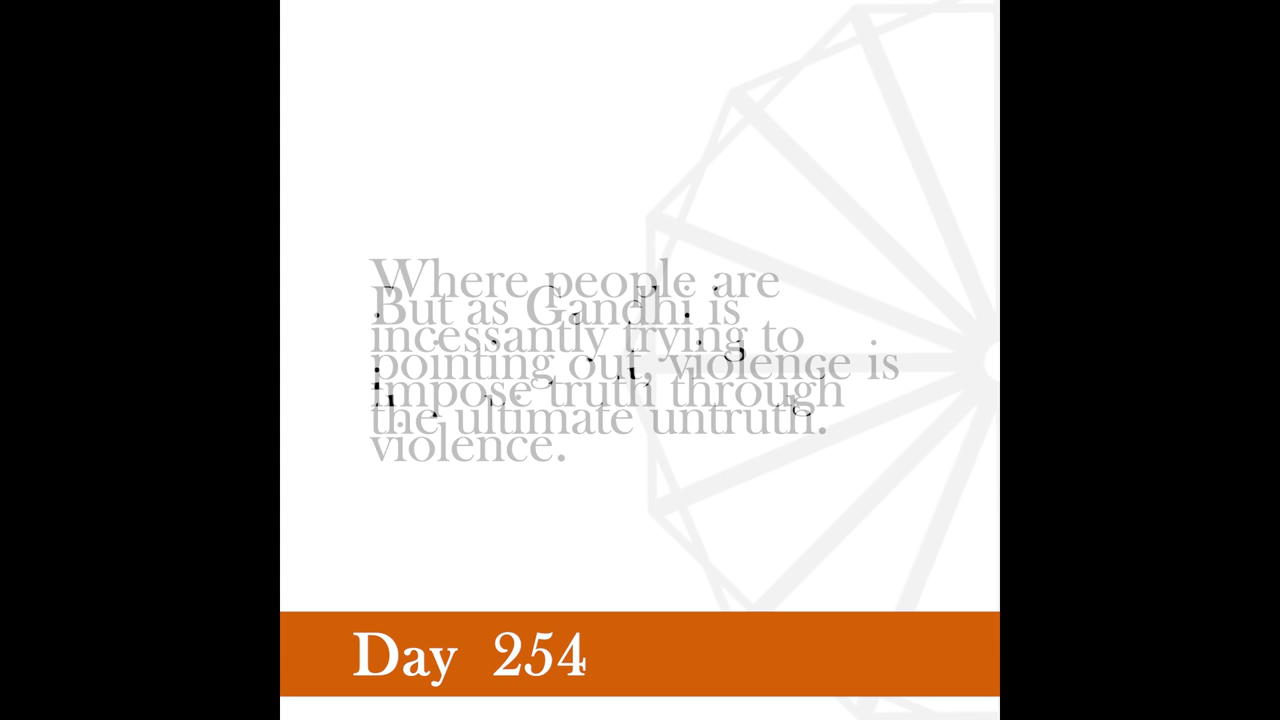 Where people are
But as Gandhi is
incessantly trying to
pointing out, violence is
impose truth through
the ultimate untruth.
violence.
Day 254